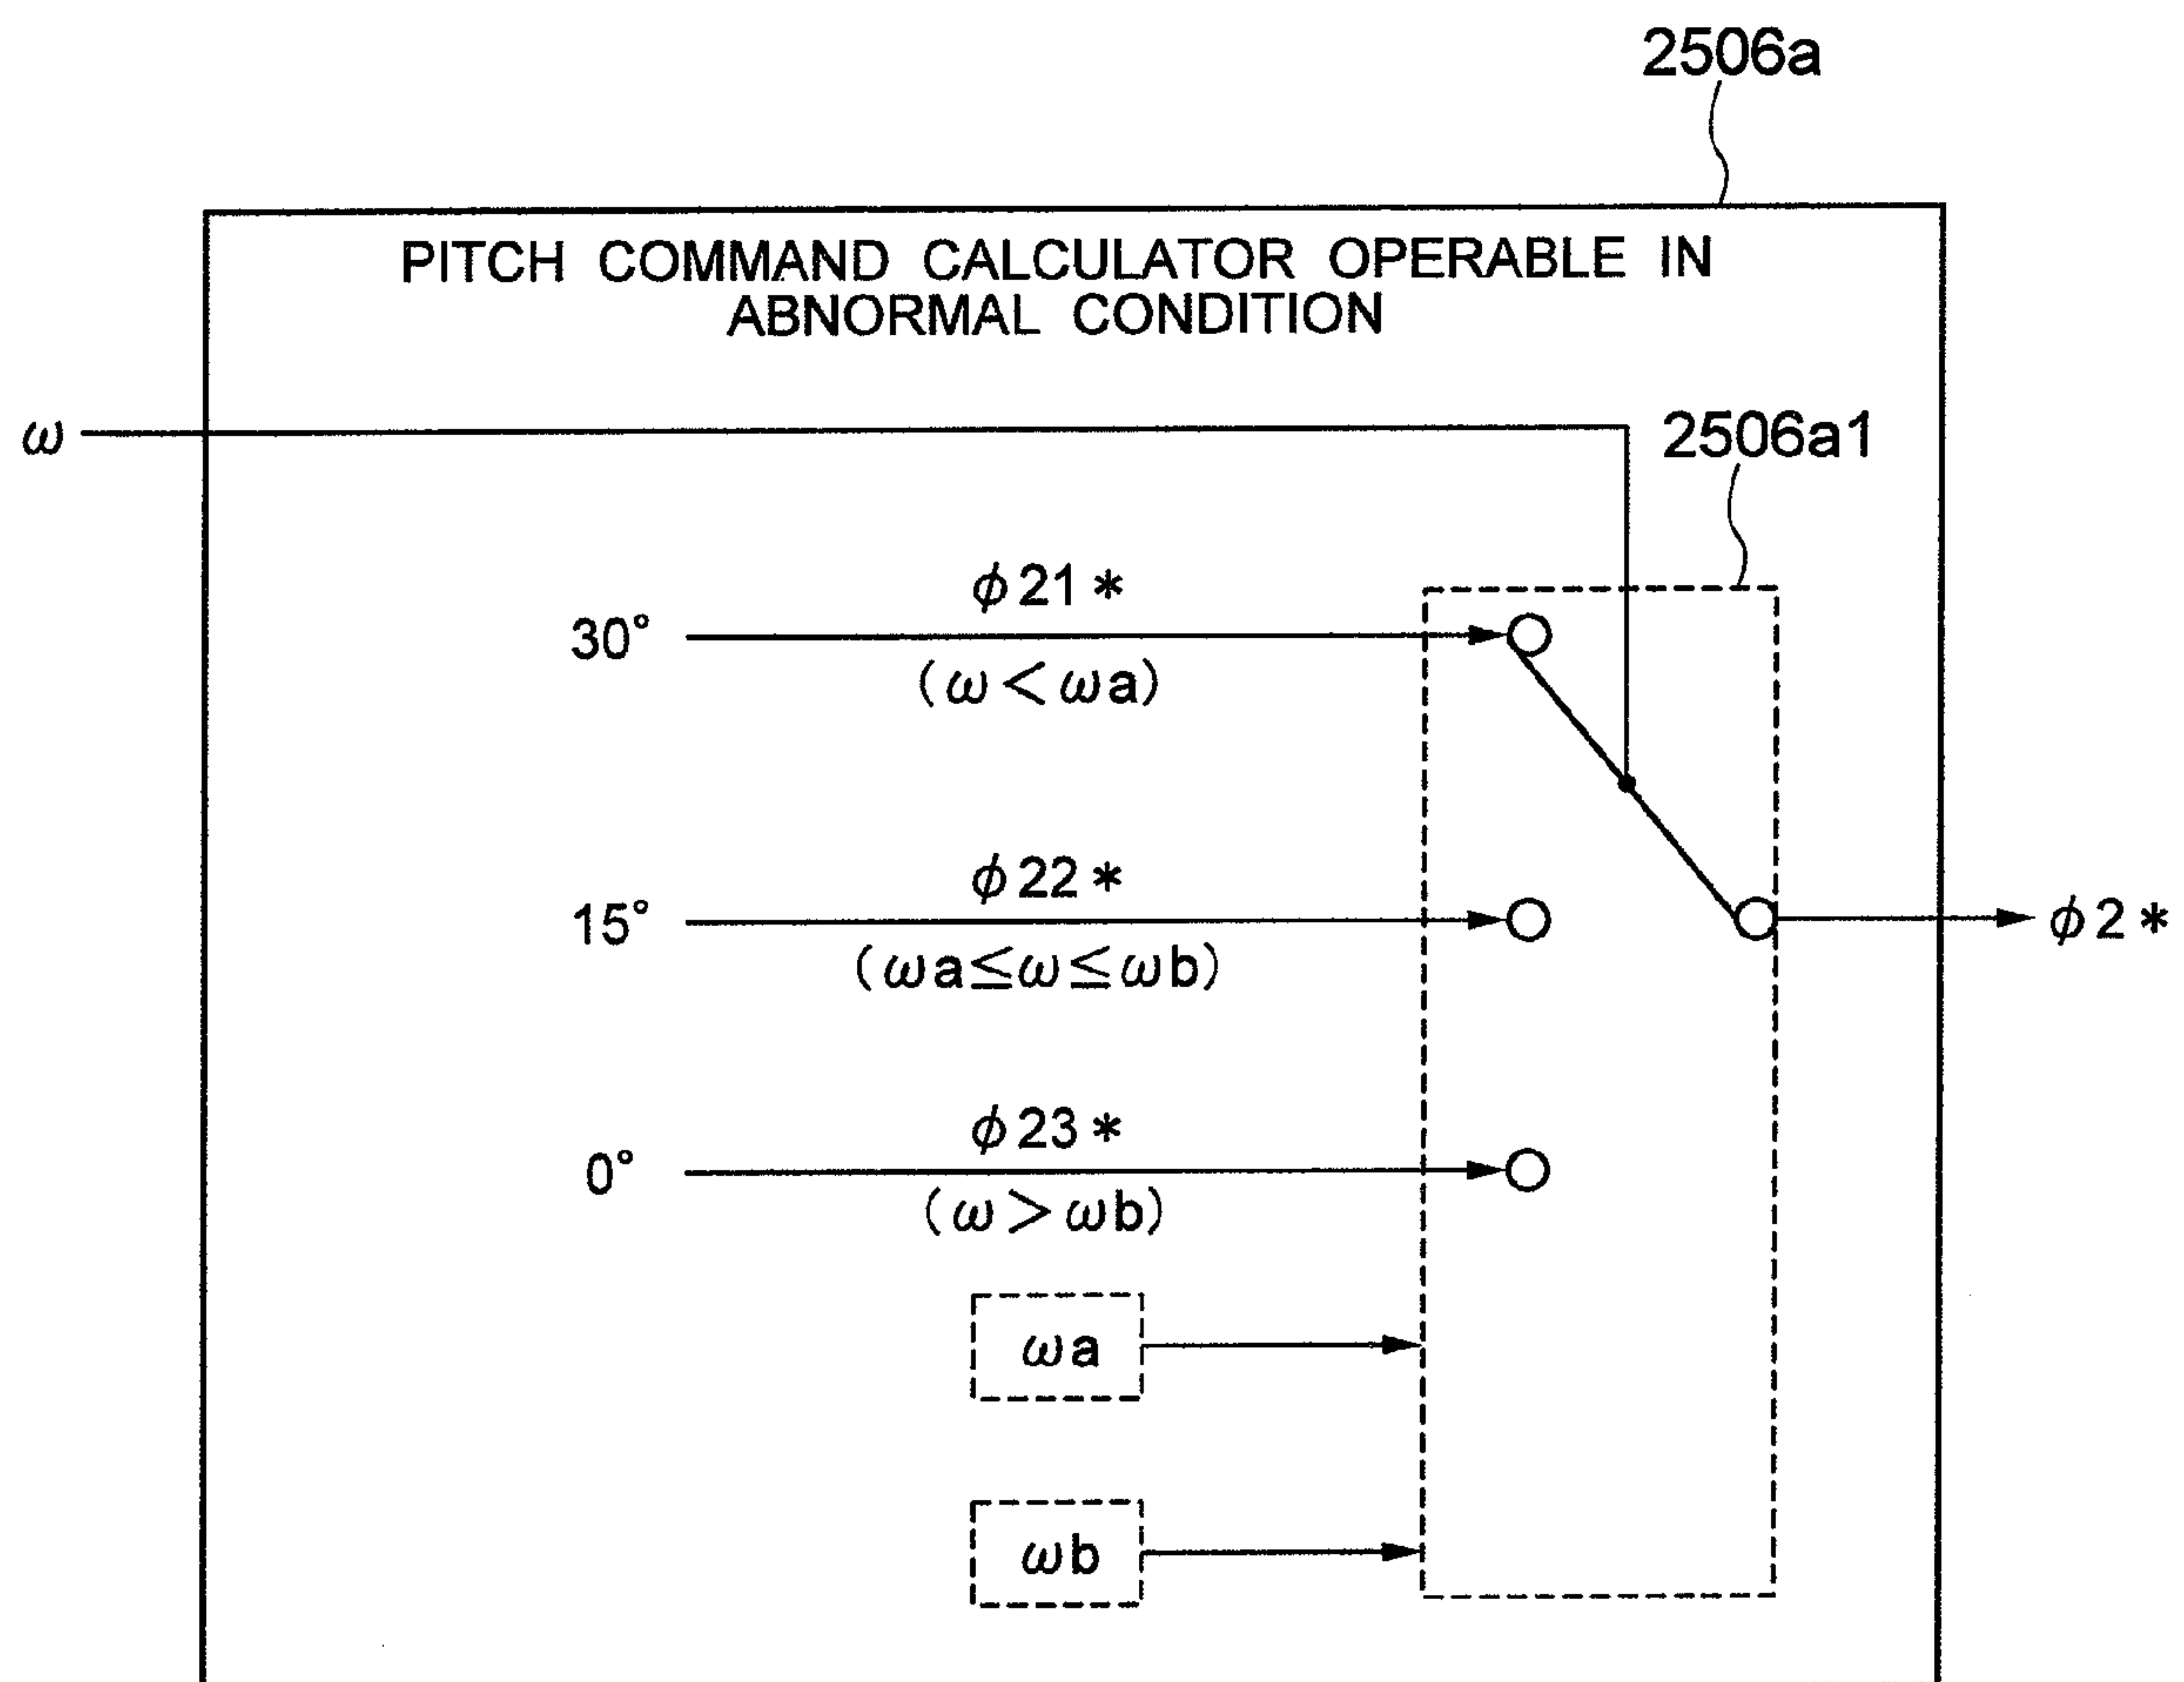 2506a
PITCH COMMAND CALCULATOR OPERABLE IN
ABNORMAL CONDITION
ω
2506a1
φ21*
30°
(ω<ωa)
φ22*
15°
(ωa≦ω≦ωb)
φ2*
φ23*
0°
(ω>ωb)
ωa
ωb